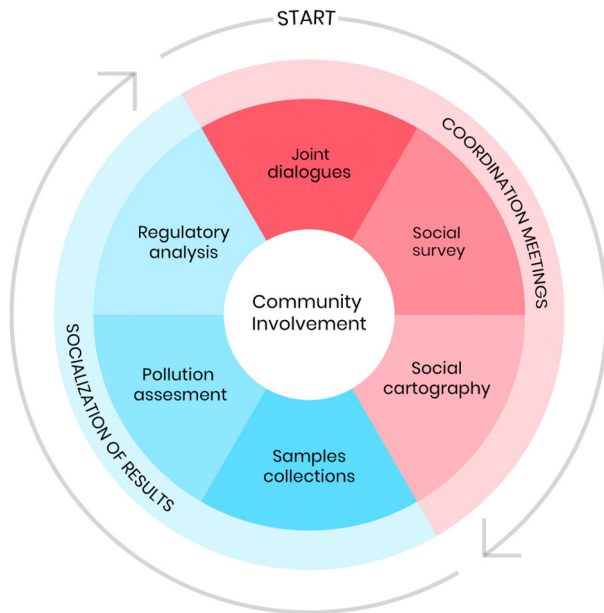 START
COORDINATION MEETINGS
Joint
dialogues
Social
survey
Social
cartography
Samples
collections
Pollution
assesment
Regulatory
analysis
Community
Involvement
SOCIALIZATION OF RESULTS